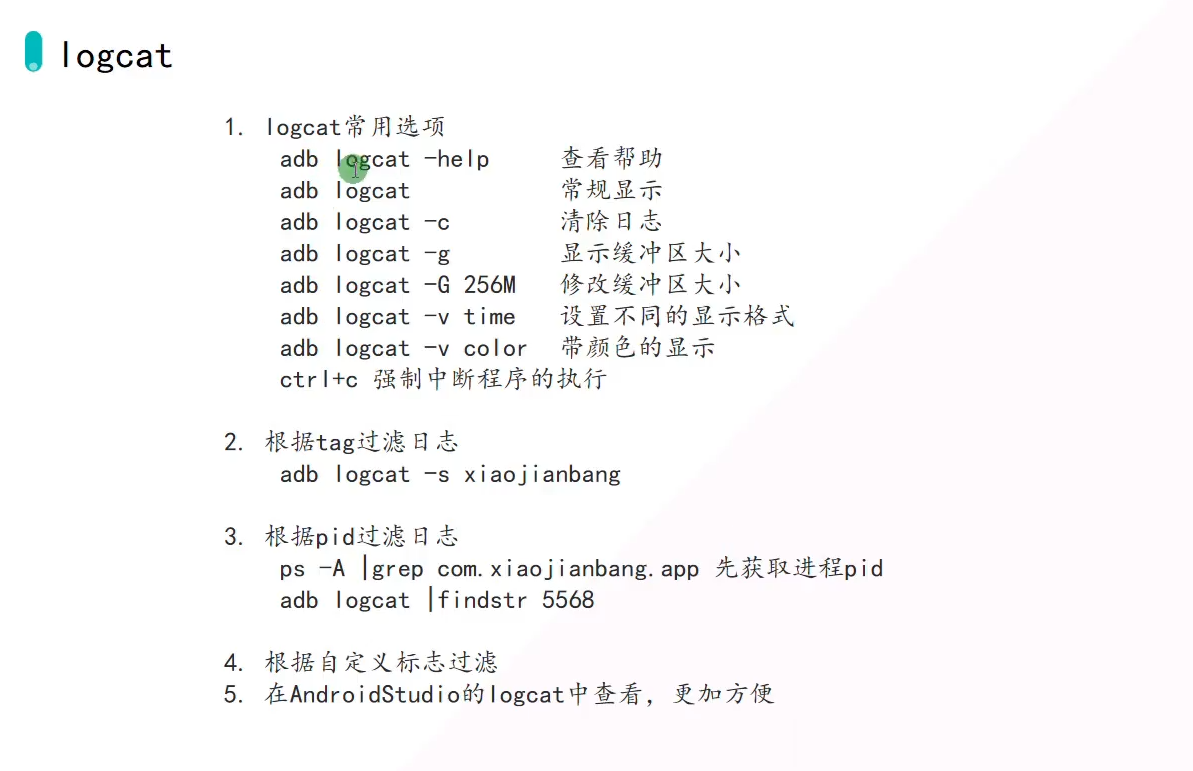 logcat
1. logcat常用选项
adb logcat -help 查看帮助
adb logcat 常规显示
adb logcat -c 清除日志
adb logcat -g 显示缓冲区大小
adb logcat -G 256M 修改缓冲区大小
adb logcat -v time 设置不同的显示格式
adb logcat -v color 带颜色的显示
ctrl+c 强制中断程序的执行
2. 根据tag过滤日志
adb logcat -s xiaojianbang
3. 根据pid过滤日志
ps -A |grep com.xiaojianbang.app 先获取进程pid
adb logcat |findstr 5568
4. 根据自定义标志过滤
5. 在AndroidStudio的logcat中查看，更加方便